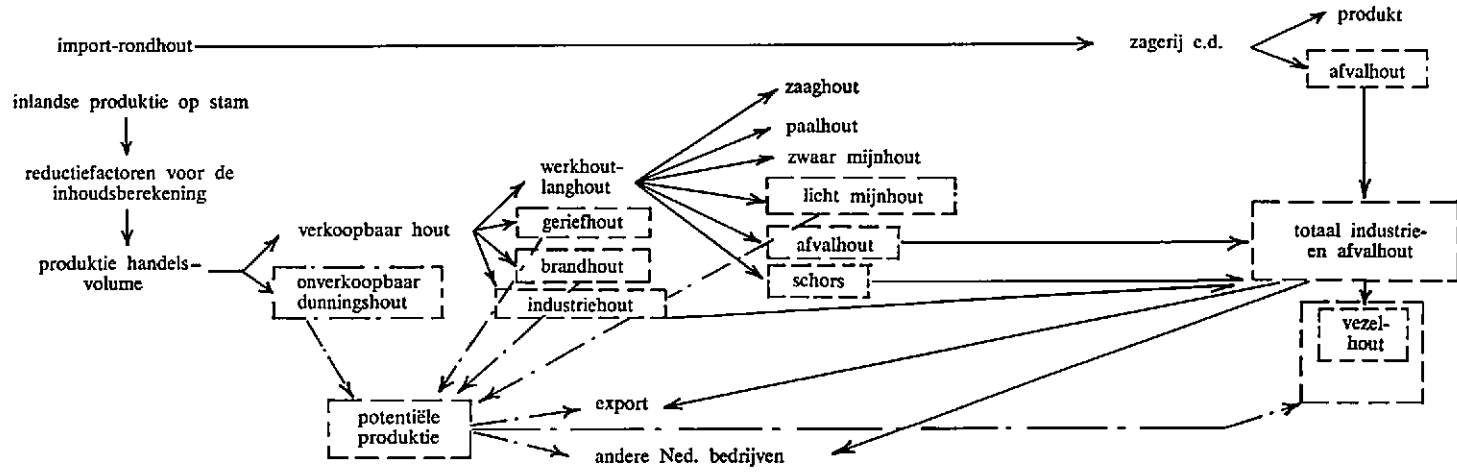 import-rondhout
zagerij e.d.
produkt
afvalhout
inlandse produktie op stam
reductiefactoren voor de
inhoudsberekening
produktie handels-
volume
verkoopbaar hout
onverkoopbaar
dunningshout
werkhout-
langhout
geriefhout
brandhout
industriehout
zaaghout
paalhout
zwaar mijnhout
licht mijnhout
afvalhout
schors
totaal industrie-
en afvalhout
vezel-
hout
potentiële
produktie
export
andere Ned. bedrijven